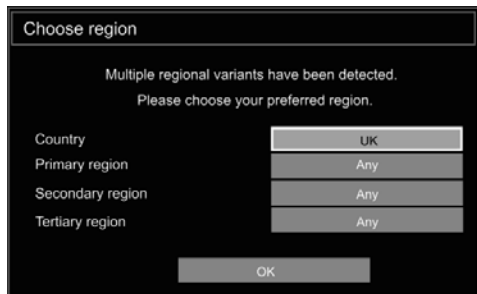 Choose region
Multiple regional variants have been detected.
Please choose your preferred region.
Country UK
Primary region Any
Secondary region Any
Tertiary region Any
OK